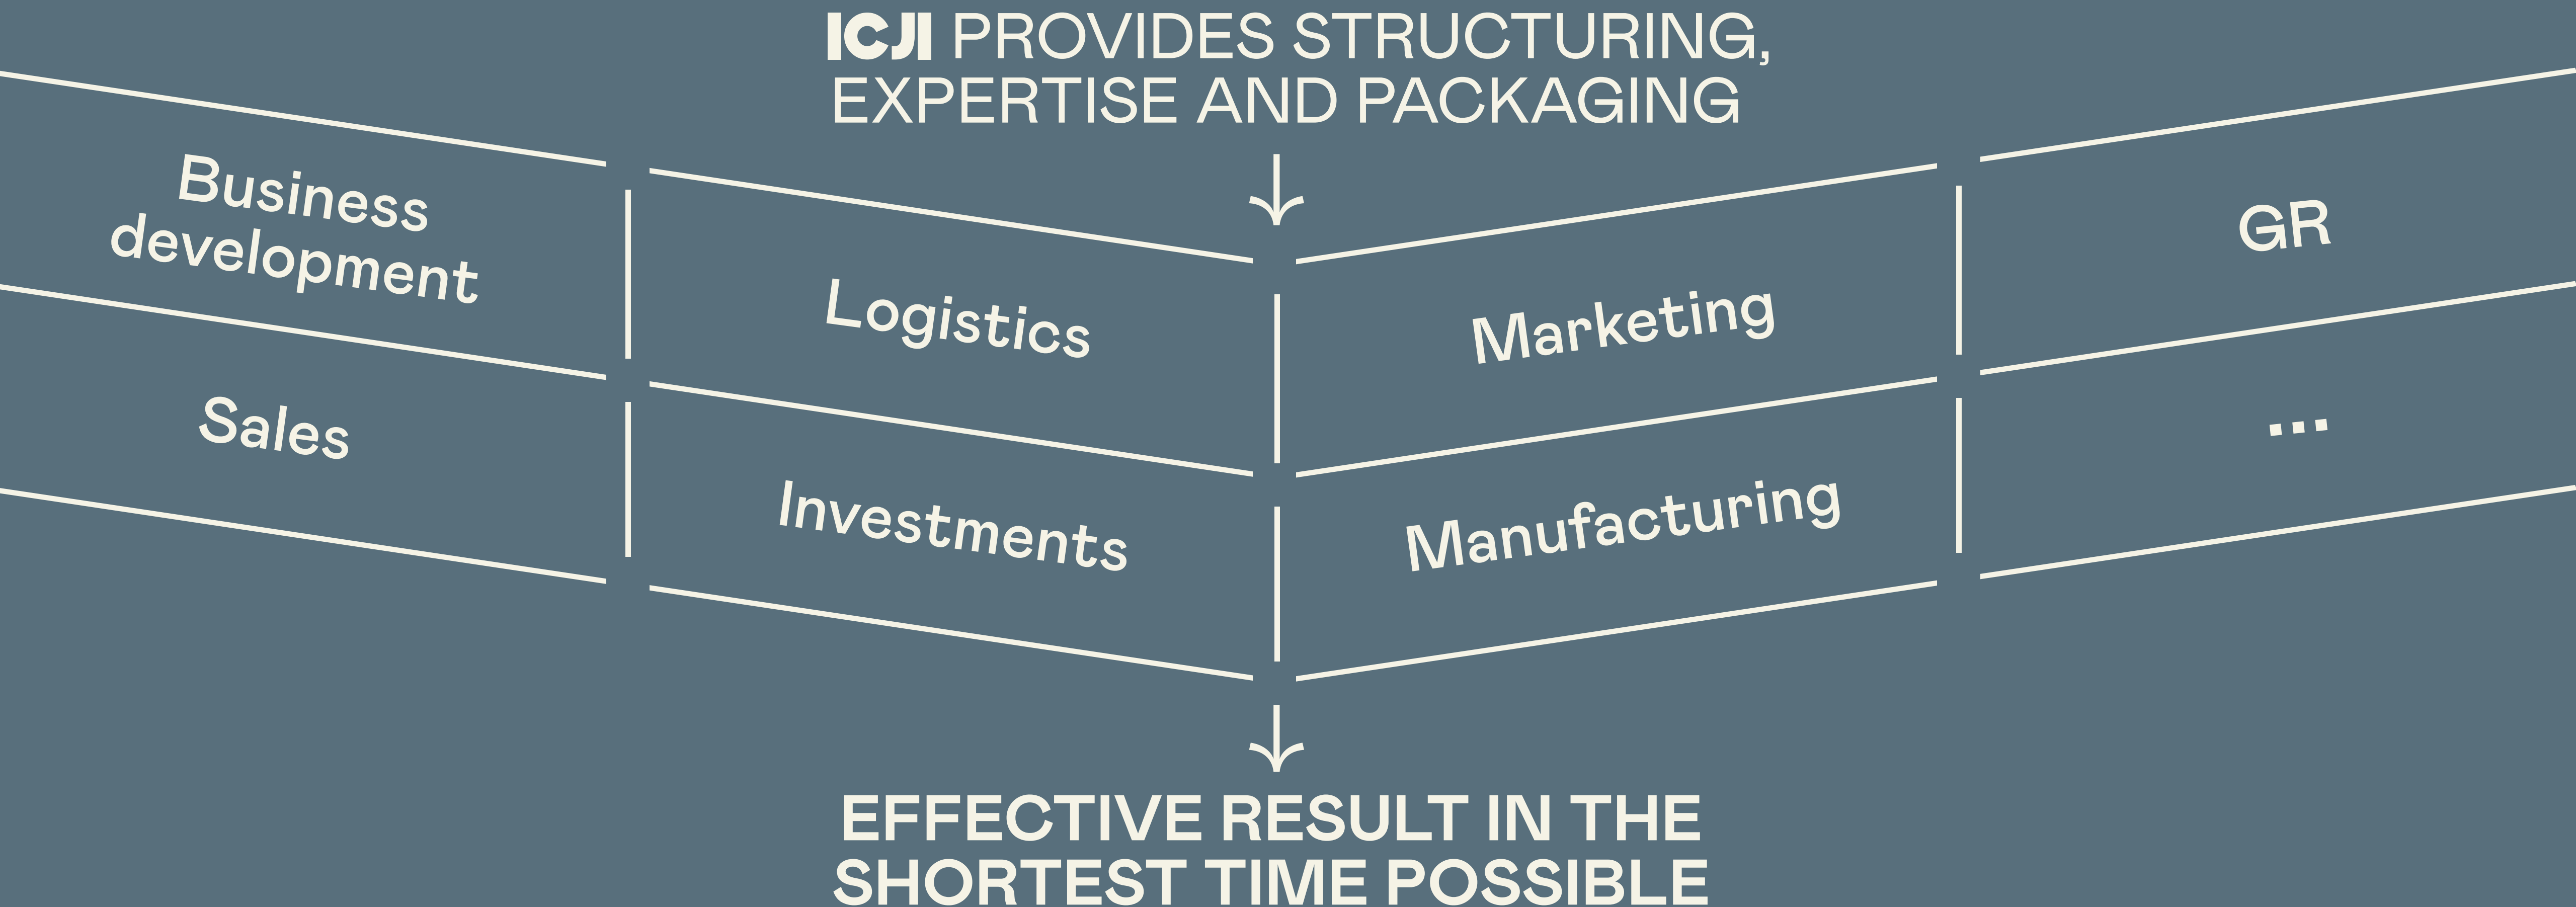 ICJI PROVIDES STRUCTURING,
EXPERTISE AND PACKAGING
Business
development
Logistics
Marketing
GR
Sales
Investments
Manufacturing
...
EFFECTIVE RESULT IN THE
SHORTEST TIME POSSIBLE